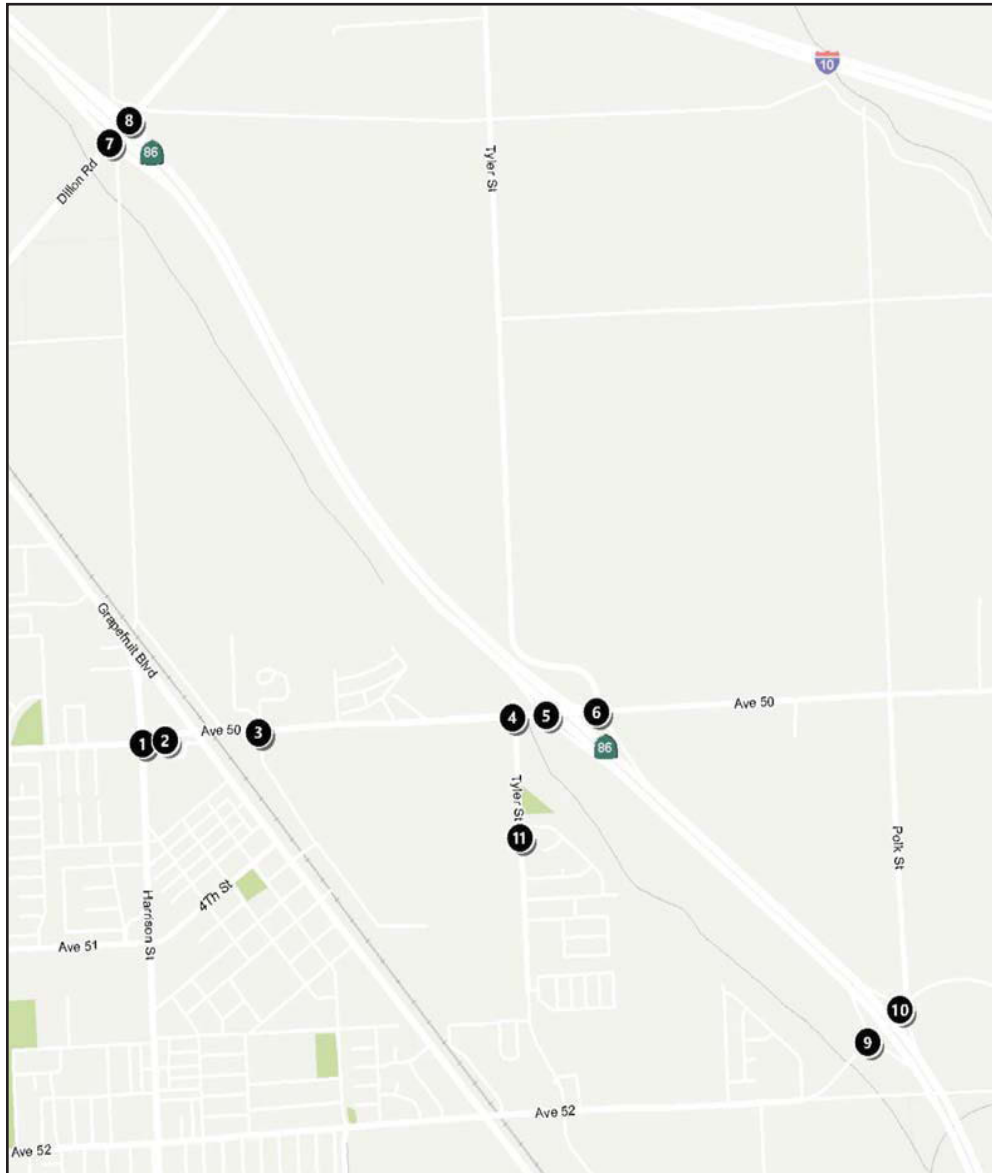 10
8
7
86
Dillon Rd
Tyler St
Grapefruit Blvd
Ave 50
1
2
3
4
5
6
Ave 50
86
Tyler St
11
Polk St
4Th St
Harrison St
Ave 51
10
9
Ave 52
Ave 52